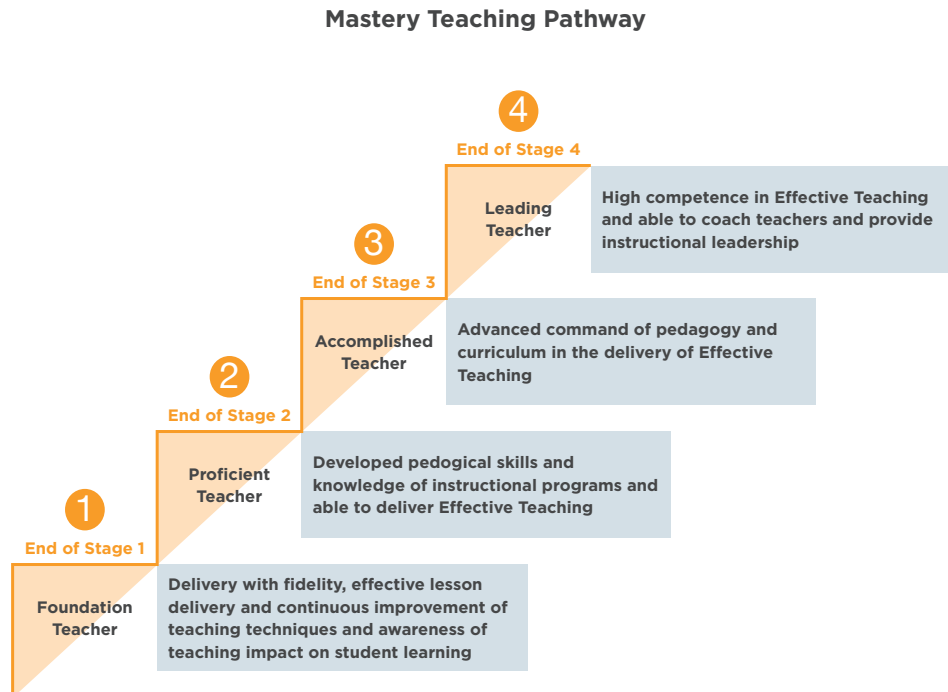 Mastery Teaching Pathway
4
End of Stage 4
Leading
Teacher
High competence in Effective Teaching
and able to coach teachers and provide
instructional leadership
3
End of Stage 3
Accomplished
Teacher
Advanced command of pedagogy and
curriculum in the delivery of Effective
Teaching
2
End of Stage 2
Proficient
Teacher
Developed pedogical skills and
knowledge of instructional programs and
able to deliver Effective Teaching
1
End of Stage 1
Foundation
Teacher
Delivery with fidelity, effective lesson
delivery and continuous improvement of
teaching techniques and awareness of
teaching impact on student learning